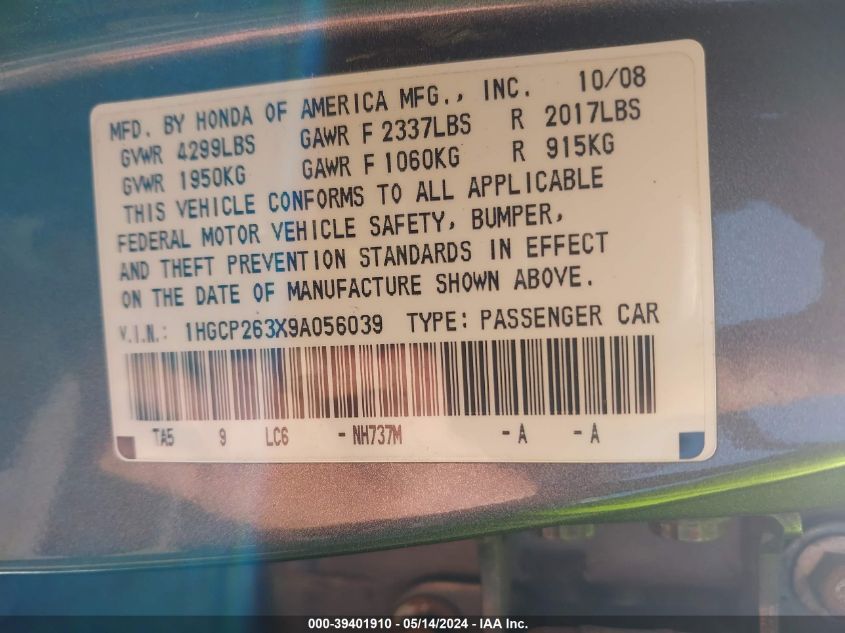 MFD. BY HONDA OF AMERICA MFG., INC. 10/08
GVWR 4299LBS GAWR F 2337LBS R 2017LBS
GVWR 1950KG GAWR F 1060KG R 915KG
THIS VEHICLE CONFORMS TO ALL APPLICABLE
FEDERAL MOTOR VEHICLE SAFETY, BUMPER,
AND THEFT PREVENTION STANDARDS IN EFFECT
ON THE DATE OF MANUFACTURE SHOWN ABOVE.
V.I.N.: 1HGCP263X9A056039 TYPE: PASSENGER CAR
TA5 9 LC6 - NH737M - A - A
000-39401910 - 05/14/2024 - IAA Inc.